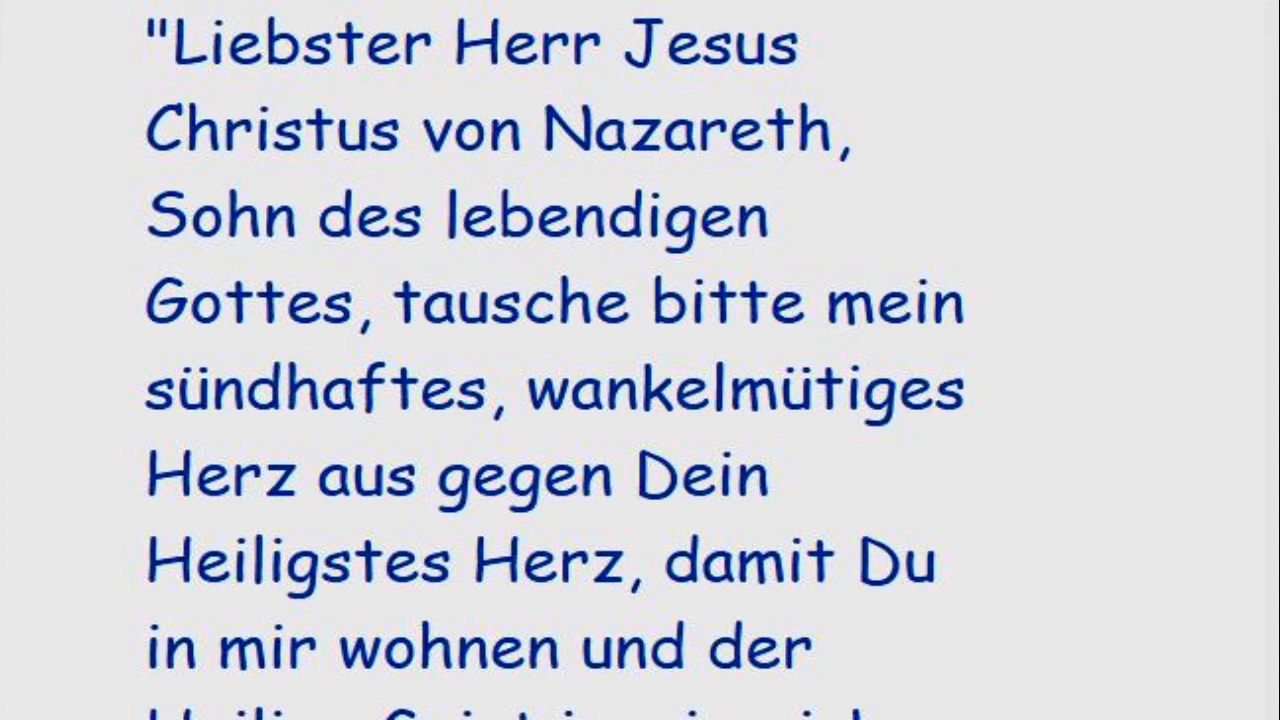 "Liebster Herr Jesus
Christus von Nazareth,
Sohn des lebendigen
Gottes, tausche bitte mein
sündhaftes, wankelmütiges
Herz aus gegen Dein
Heiligstes Herz, damit Du
in mir wohnen und der